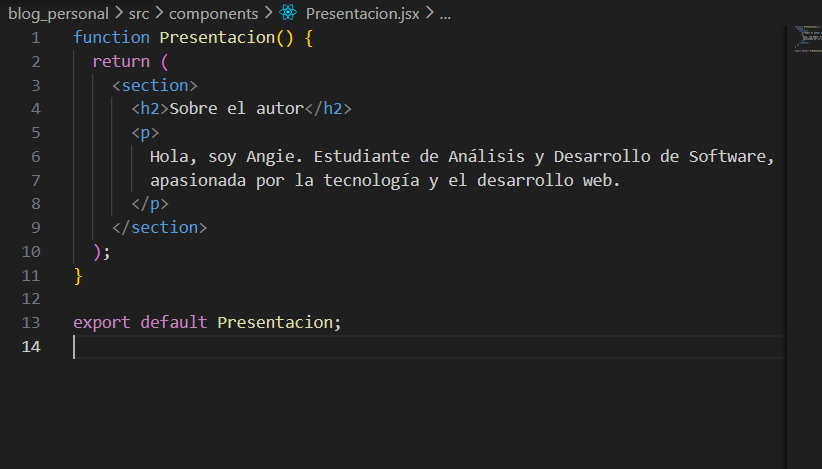 blog_personal > src > components > Presentacion.jsx > ...
1 function Presentacion() {
2   return (
3     <section>
4       <h2>Sobre el autor</h2>
5       <p>
6         Hola, soy Angie. Estudiante de Análisis y Desarrollo de Software,
7         apasionada por la tecnología y el desarrollo web.
8       </p>
9     </section>
10   );
11 }
12
13 export default Presentacion;
14